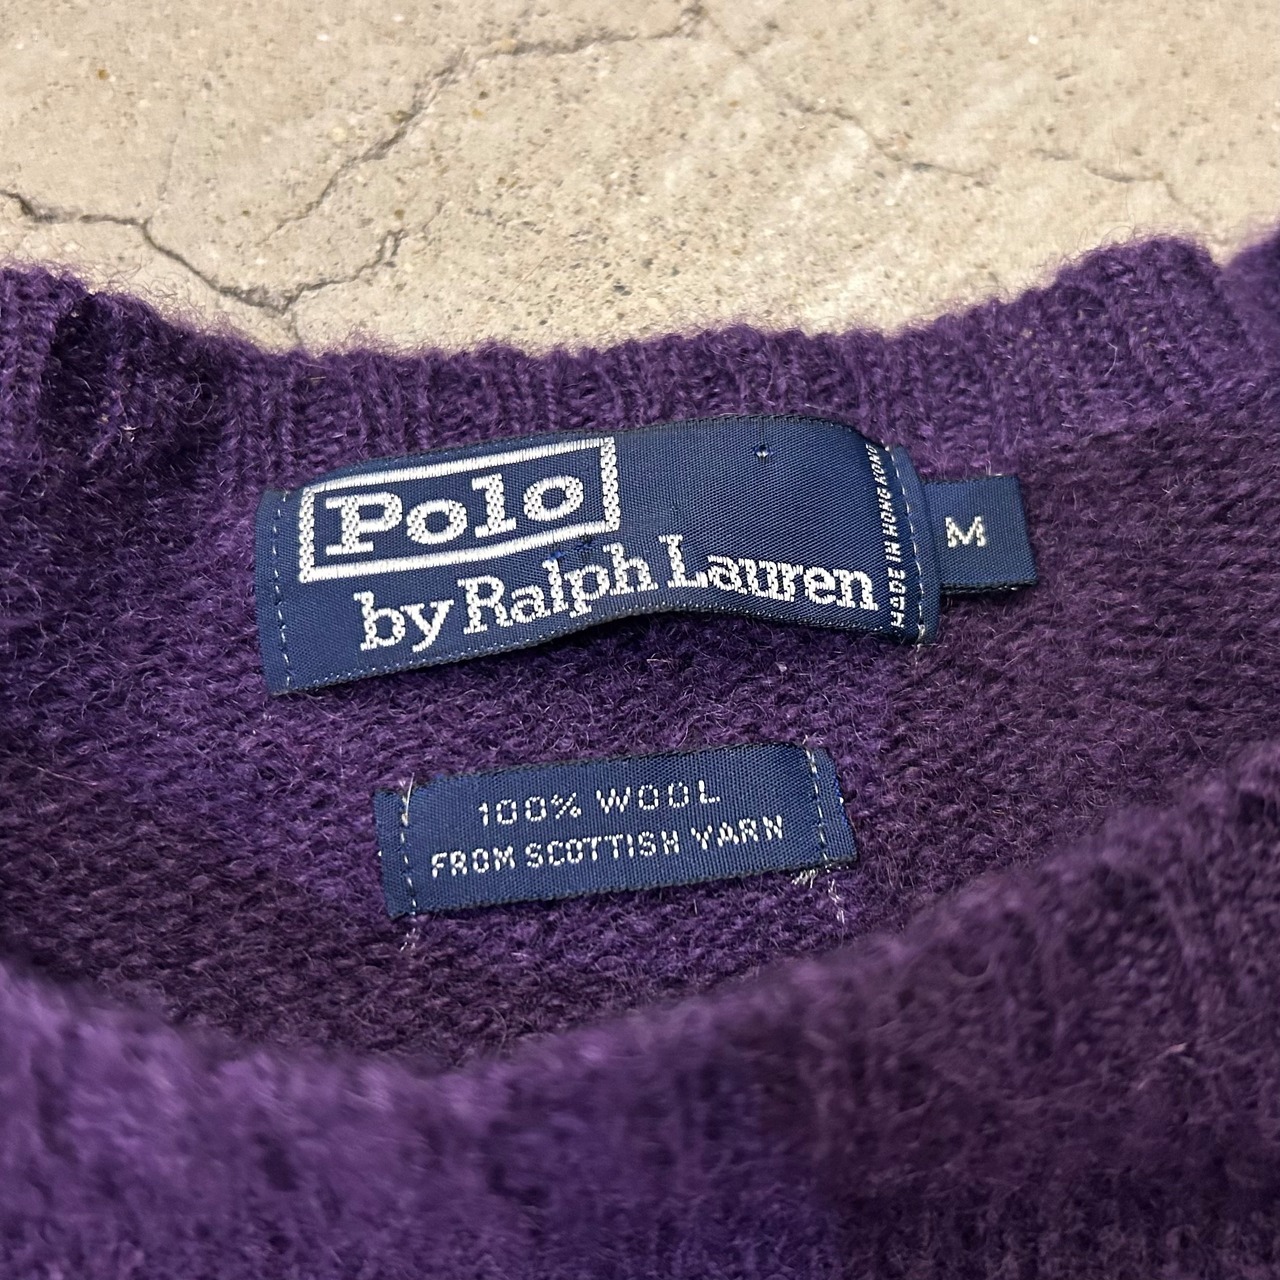 Polo
by Ralph Lauren
MADE IN HONG KONG
M
100% WOOL
FROM SCOTTISH YARN